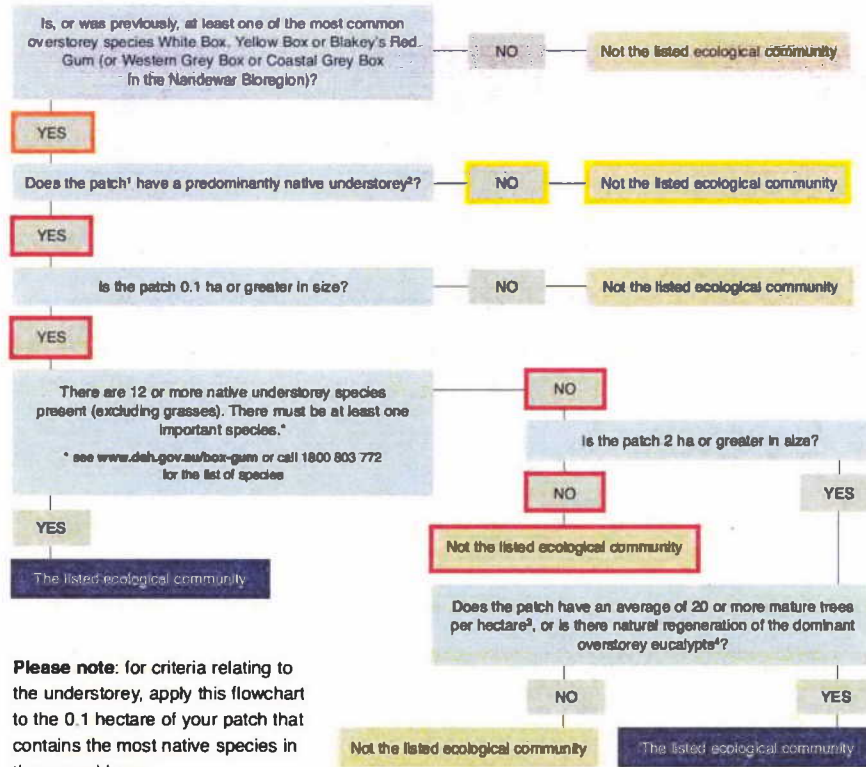 Is, or was previously, at least one of the most common
overstorey species White Box, Yellow Box or Blakey's Red
Gum (or Western Grey Box or Coastal Grey Box
in the Nandewar Bioregion)?
NO
Not the listed ecological community
YES
Does the patch¹ have a predominantly native understorey²?
NO
Not the listed ecological community
YES
Is the patch 0.1 ha or greater in size?
NO
Not the listed ecological community
YES
There are 12 or more native understorey species
present (excluding grasses). There must be at least one
important species.*
* see www.deh.gov.au/box-gum or call 1800 803 772
for the list of species
NO
Is the patch 2 ha or greater in size?
YES
The listed ecological community
NO
YES
Not the listed ecological community
Does the patch have an average of 20 or more mature trees
per hectare³, or is there natural regeneration of the dominant
overstorey eucalypts⁴?
NO
YES
Not the listed ecological community
The listed ecological community
Please note: for criteria relating to
the understorey, apply this flowchart
to the 0.1 hectare of your patch that
contains the most native species in